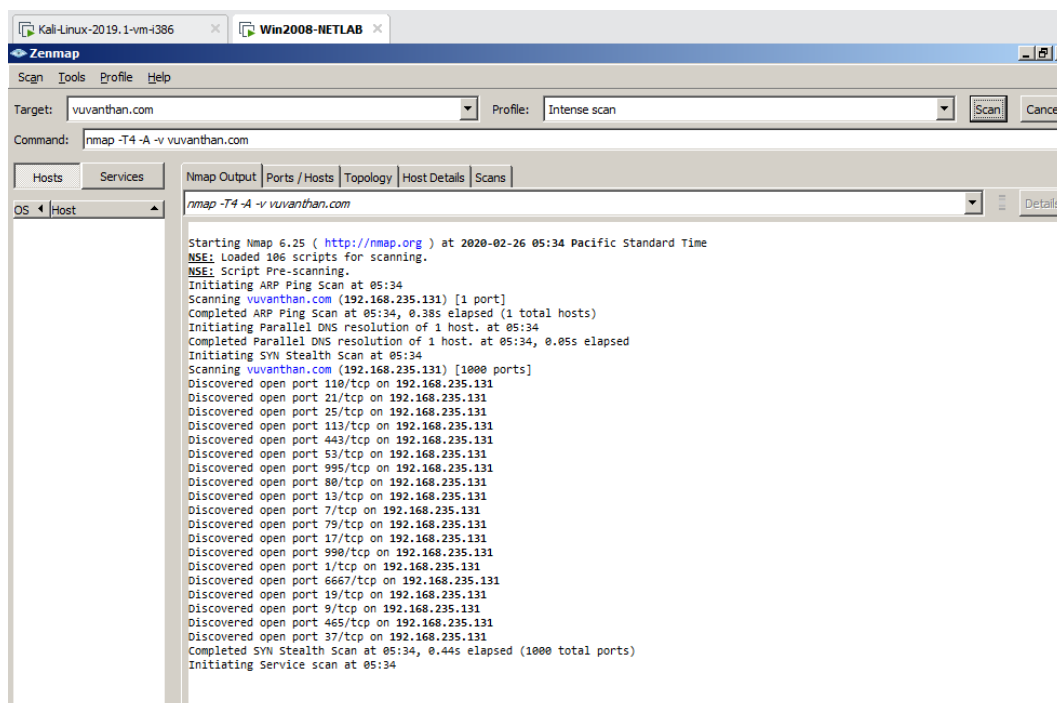 Kali-Linux-2019.1-vm-i386 Win2008-NETLAB
Zenmap
Scan Tools Profile Help
Target: vuvanthan.com Profile: Intense scan Scan Cance
Command: nmap -T4 -A -v vuvanthan.com
Hosts Services Nmap Output Ports / Hosts Topology Host Details Scans
OS Host nmap -T4 -A -v vuvanthan.com Details
Starting Nmap 6.25 ( http://nmap.org ) at 2020-02-26 05:34 Pacific Standard Time
NSE: Loaded 106 scripts for scanning.
NSE: Script Pre-scanning.
Initiating ARP Ping Scan at 05:34
Scanning vuvanthan.com (192.168.235.131) [1 port]
Completed ARP Ping Scan at 05:34, 0.38s elapsed (1 total hosts)
Initiating Parallel DNS resolution of 1 host. at 05:34
Completed Parallel DNS resolution of 1 host. at 05:34, 0.05s elapsed
Initiating SYN Stealth Scan at 05:34
Scanning vuvanthan.com (192.168.235.131) [1000 ports]
Discovered open port 110/tcp on 192.168.235.131
Discovered open port 21/tcp on 192.168.235.131
Discovered open port 25/tcp on 192.168.235.131
Discovered open port 113/tcp on 192.168.235.131
Discovered open port 443/tcp on 192.168.235.131
Discovered open port 53/tcp on 192.168.235.131
Discovered open port 995/tcp on 192.168.235.131
Discovered open port 80/tcp on 192.168.235.131
Discovered open port 13/tcp on 192.168.235.131
Discovered open port 7/tcp on 192.168.235.131
Discovered open port 79/tcp on 192.168.235.131
Discovered open port 17/tcp on 192.168.235.131
Discovered open port 990/tcp on 192.168.235.131
Discovered open port 1/tcp on 192.168.235.131
Discovered open port 6667/tcp on 192.168.235.131
Discovered open port 19/tcp on 192.168.235.131
Discovered open port 9/tcp on 192.168.235.131
Discovered open port 465/tcp on 192.168.235.131
Discovered open port 37/tcp on 192.168.235.131
Completed SYN Stealth Scan at 05:34, 0.44s elapsed (1000 total ports)
Initiating Service scan at 05:34